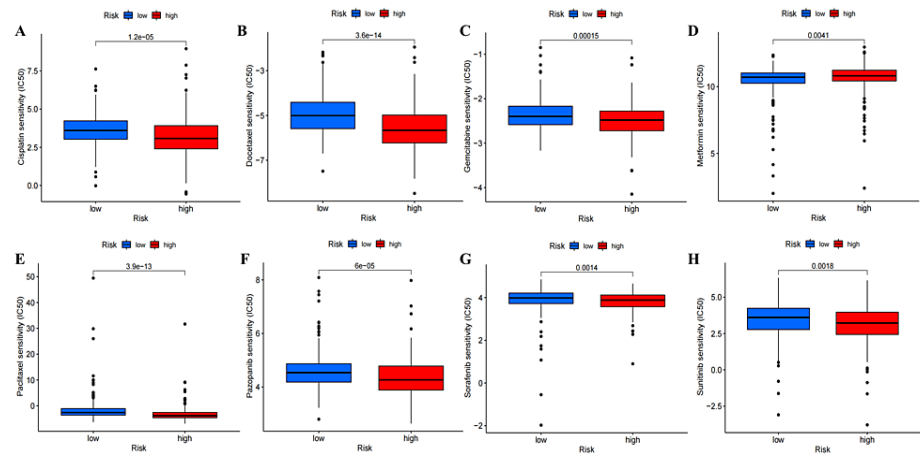 A
Risk low high
1.2e-05
Cisplatin sensitivity (IC50)
7.5
5.0
2.5
0.0
low high
Risk
B
Risk low high
3.6e-14
Docetaxel sensitivity (IC50)
-3
-5
-7
low high
Risk
C
Risk low high
0.00015
Gemcitabine sensitivity (IC50)
-1
-2
-3
-4
low high
Risk
D
Risk low high
0.0041
Metformin sensitivity (IC50)
10
5
low high
Risk
E
Risk low high
3.9e-13
Paclitaxel sensitivity (IC50)
50
40
30
20
10
0
low high
Risk
F
Risk low high
6e-05
Pazopanib sensitivity (IC50)
8
6
4
low high
Risk
G
Risk low high
0.0014
Sorafenib sensitivity (IC50)
4
2
0
-2
low high
Risk
H
Risk low high
0.0018
Sunitinib sensitivity (IC50)
5.0
2.5
0.0
-2.5
low high
Risk